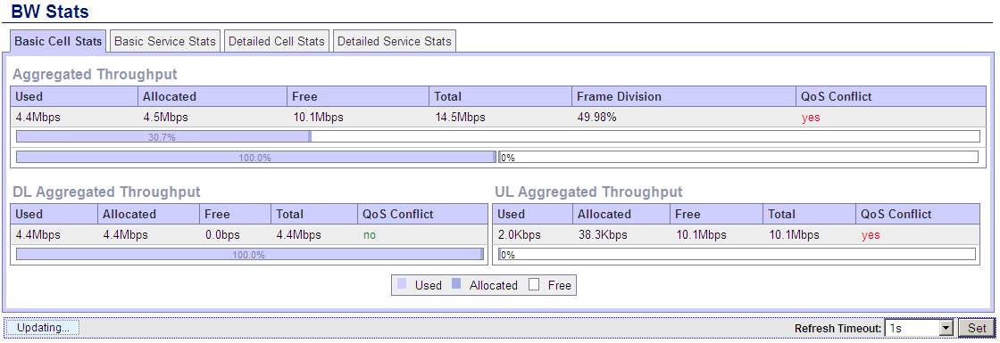 BW Stats
Basic Cell Stats Basic Service Stats Detailed Cell Stats Detailed Service Stats
Aggregated Throughput
Used Allocated Free Total Frame Division QoS Conflict
4.4Mbps 4.5Mbps 10.1Mbps 14.5Mbps 49.98% yes
30.7%
100.0% 0%
DL Aggregated Throughput UL Aggregated Throughput
Used Allocated Free Total QoS Conflict Used Allocated Free Total QoS Conflict
4.4Mbps 4.4Mbps 0.0bps 4.4Mbps no 2.0Kbps 38.3Kbps 10.1Mbps 10.1Mbps yes
100.0% 0%
Used Allocated Free
Updating... Refresh Timeout: 1s Set